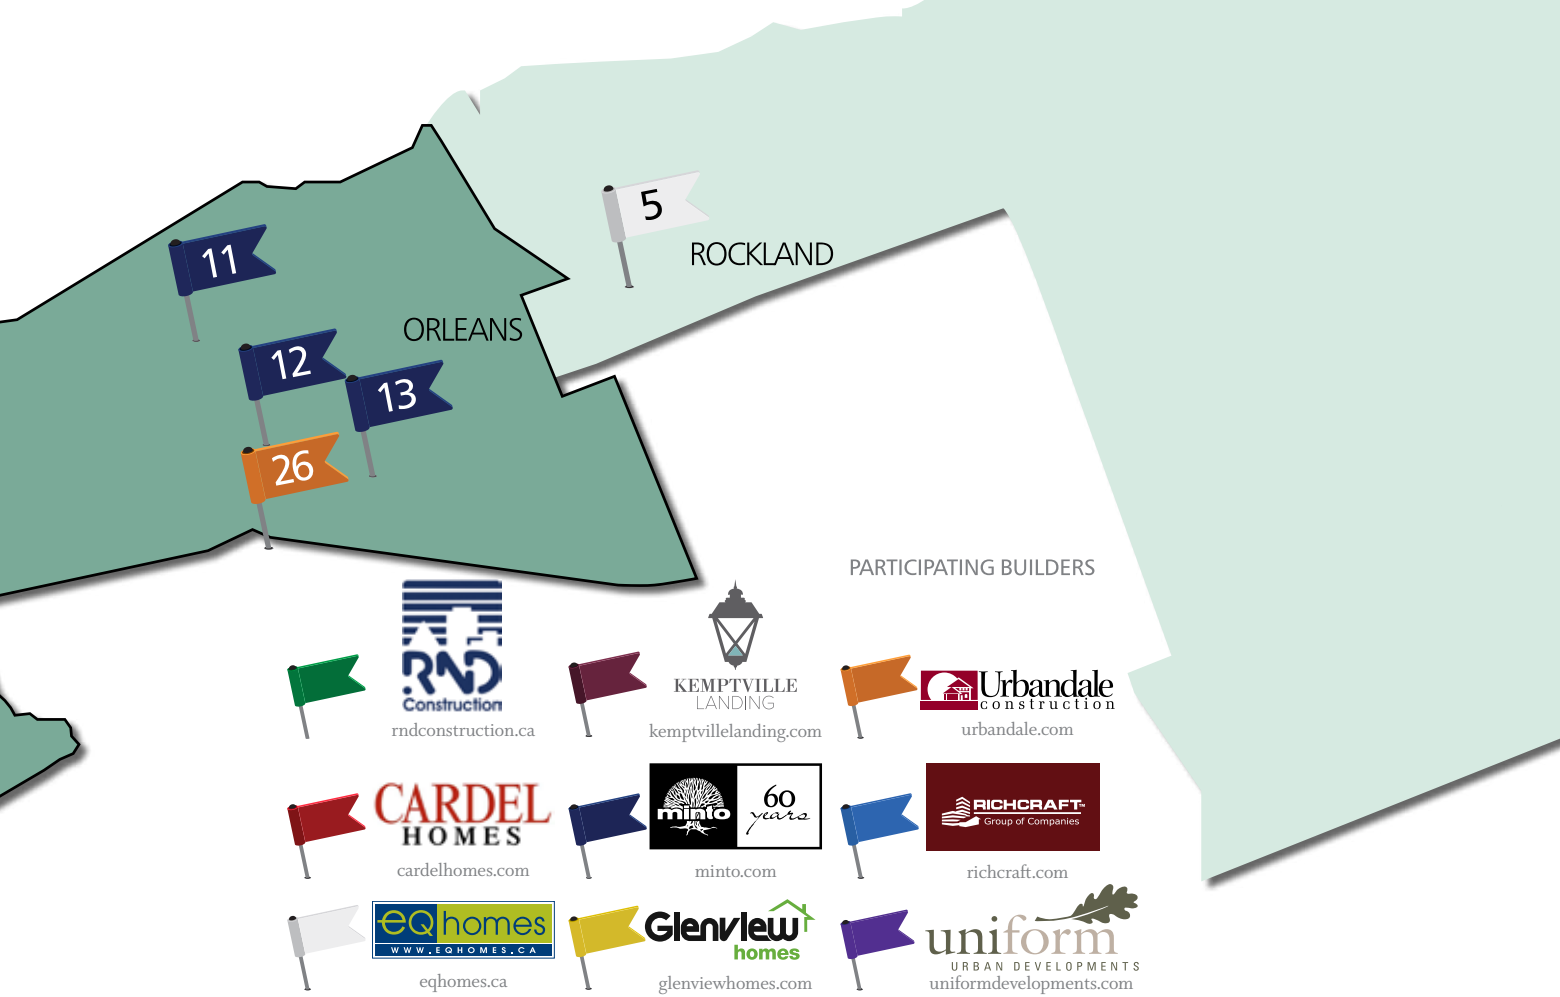 5
ROCKLAND
11
ORLEANS
12
13
26
PARTICIPATING BUILDERS
RND
Construction
rndconstruction.ca
KEMPTVILLE
LANDING
kemptvillelanding.com
Urbandale
construction
urbandale.com
CARDEL
HOMES
cardelhomes.com
minto
60
years
minto.com
RICHCRAFT™
Group of Companies
richcraft.com
eQhomes
WWW.EQHOMES.CA
eqhomes.ca
Glenview
homes
glenviewhomes.com
uniform
URBAN DEVELOPMENTS
uniformdevelopments.com